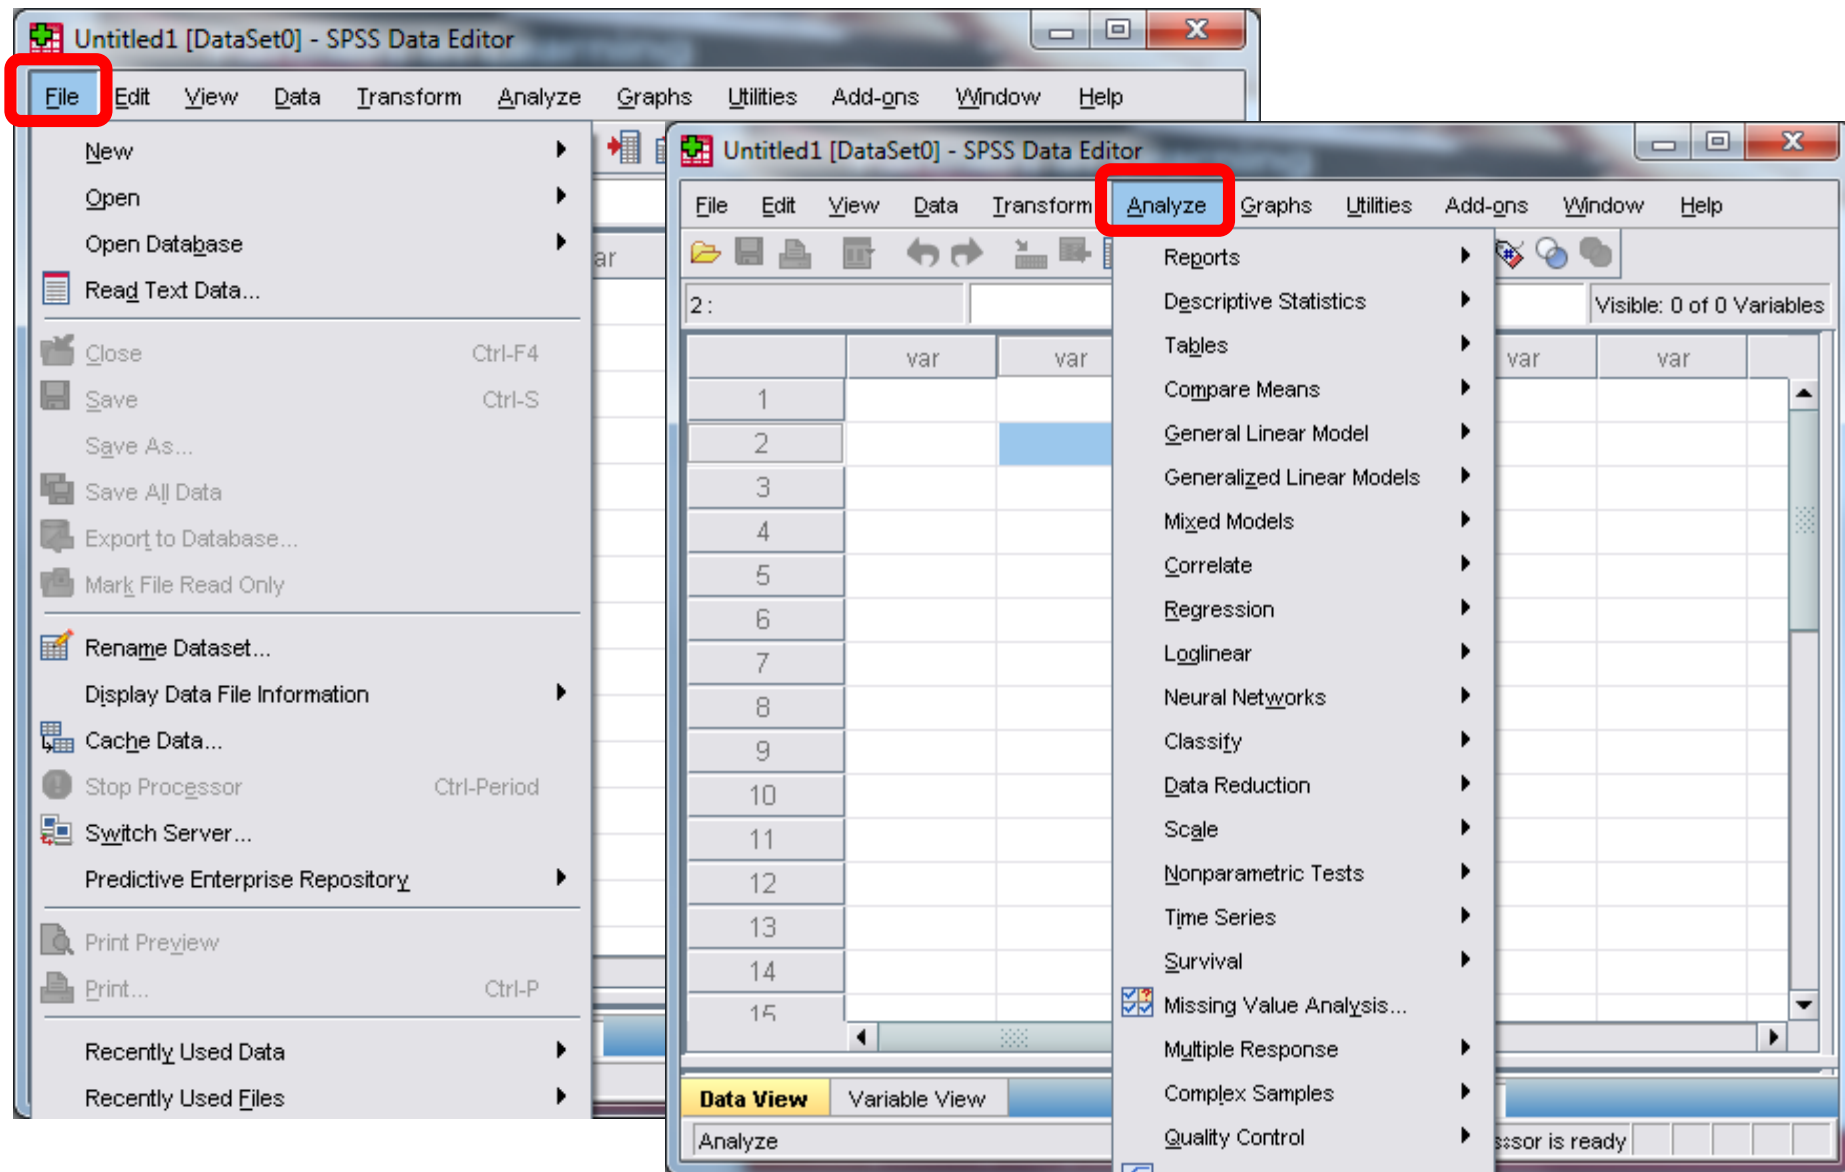 Untitled1 [DataSet0] - SPSS Data Editor
File Edit View Data Transform Analyze Graphs Utilities Add-ons Window Help
New
Open
Open Database
Read Text Data...
Close Ctrl-F4
Save Ctrl-S
Save As...
Save All Data
Export to Database...
Mark File Read Only
Rename Dataset...
Display Data File Information
Cache Data...
Stop Processor Ctrl-Period
Switch Server...
Predictive Enterprise Repository
Print Preview
Print... Ctrl-P
Recently Used Data
Recently Used Files
ar
Untitled1 [DataSet0] - SPSS Data Editor
File Edit View Data Transform Analyze Graphs Utilities Add-ons Window Help
2 :
Visible: 0 of 0 Variables
var var var var
1
2
3
4
5
6
7
8
9
10
11
12
13
14
15
Reports
Descriptive Statistics
Tables
Compare Means
General Linear Model
Generalized Linear Models
Mixed Models
Correlate
Regression
Loglinear
Neural Networks
Classify
Data Reduction
Scale
Nonparametric Tests
Time Series
Survival
Missing Value Analysis...
Multiple Response
Complex Samples
Quality Control
Data View Variable View
Analyze
ssor is ready